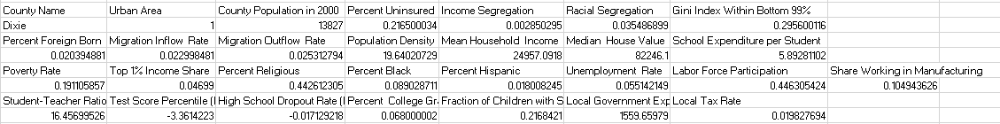 County Name Urban Area County Population in 2000 Percent Uninsured Income Segregation Racial Segregation Gini Index Within Bottom 99%
Dixie 1 13827 0.216500034 0.002850295 0.035486899 0.295600116
Percent Foreign Born Migration Inflow Rate Migration Outflow Rate Population Density Mean Household Income Median House Value School Expenditure per Student
0.020394881 0.022998481 0.025312794 19.64020729 24957.0918 82246.1 5.89281102
Poverty Rate Top 1% Income Share Percent Religious Percent Black Percent Hispanic Unemployment Rate Labor Force Participation Share Working in Manufacturing
0.191105857 0.04699 0.442612305 0.089028711 0.018008245 0.055142149 0.446305424 0.104943626
Student-Teacher Ratio Test Score Percentile (I High School Dropout Rate (I Percent College Gr Fraction of Children with S Local Government Exp Local Tax Rate
16.45699526 -3.3614223 -0.017129218 0.068000002 0.2168421 1559.65979 0.019827694